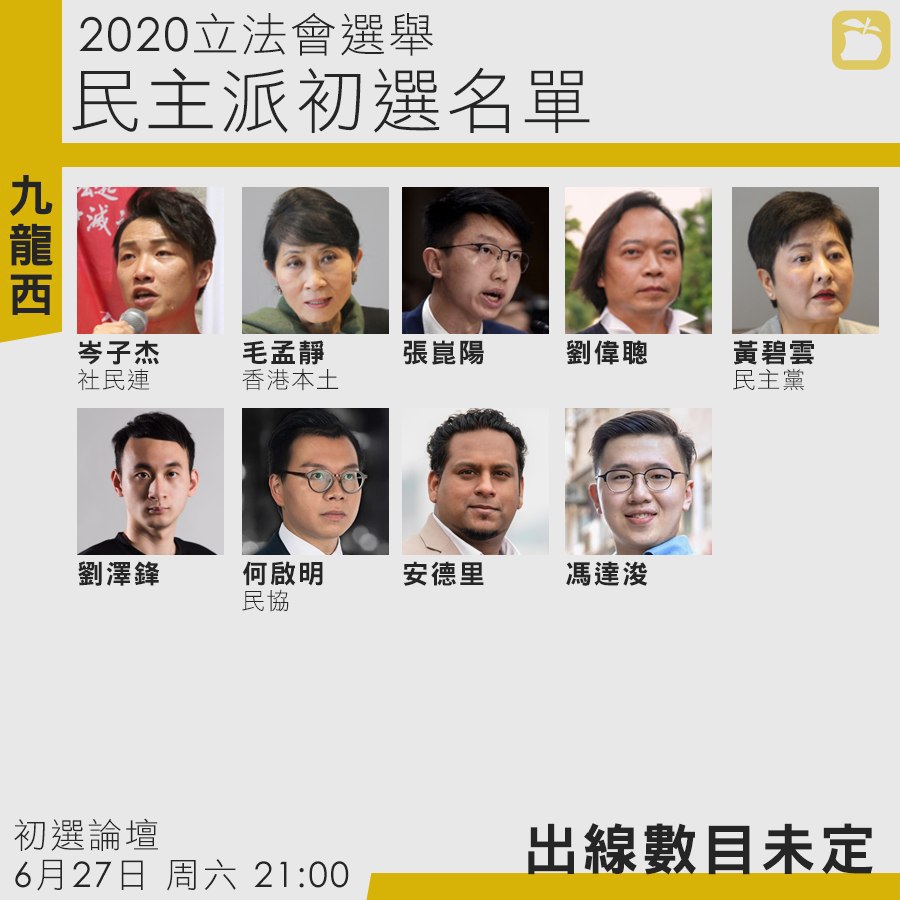 2020立法會選舉
民主派初選名單
九龍西
岑子杰
社民連
毛孟靜
香港本土
張崑陽
劉偉聰
黃碧雲
民主黨
劉澤鋒
何啟明
民協
安德里
馮達浚
初選論壇
6月27日 周六 21:00
出線數目未定